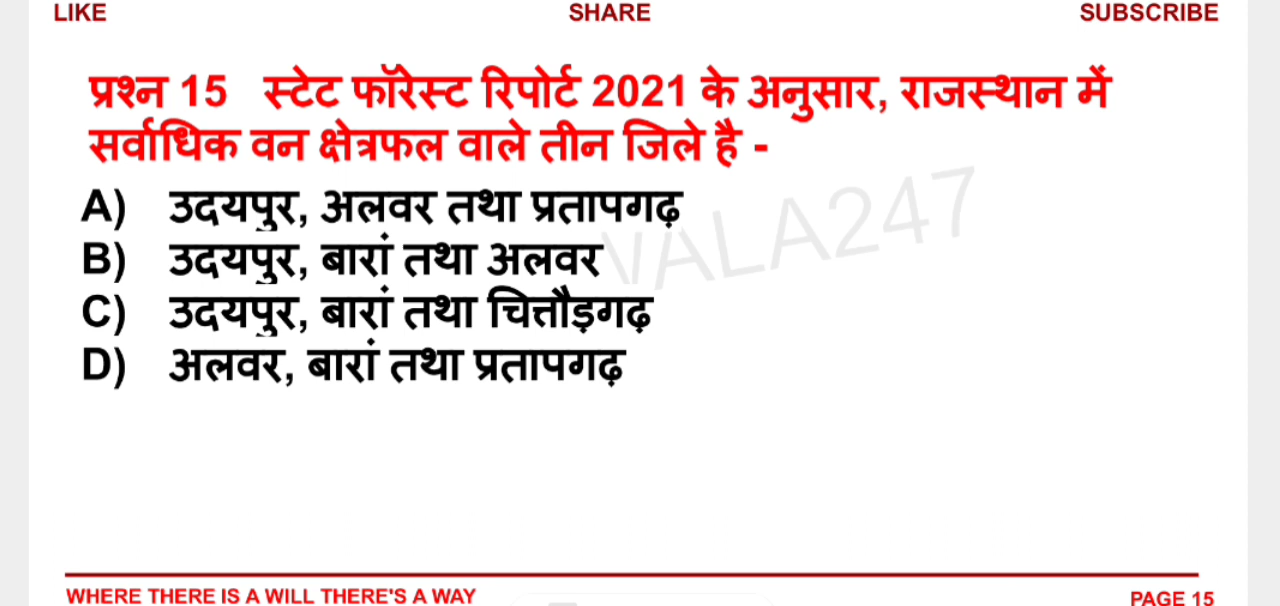 LIKE SHARE SUBSCRIBE
प्रश्न 15 स्टेट फॉरेस्ट रिपोर्ट 2021 के अनुसार, राजस्थान में
सर्वाधिक वन क्षेत्रफल वाले तीन जिले है -
A) उदयपुर, अलवर तथा प्रतापगढ़
B) उदयपुर, बारां तथा अलवर
C) उदयपुर, बारां तथा चित्तौड़गढ़
D) अलवर, बारां तथा प्रतापगढ़
WALA247
WHERE THERE IS A WILL THERE'S A WAY PAGE 15